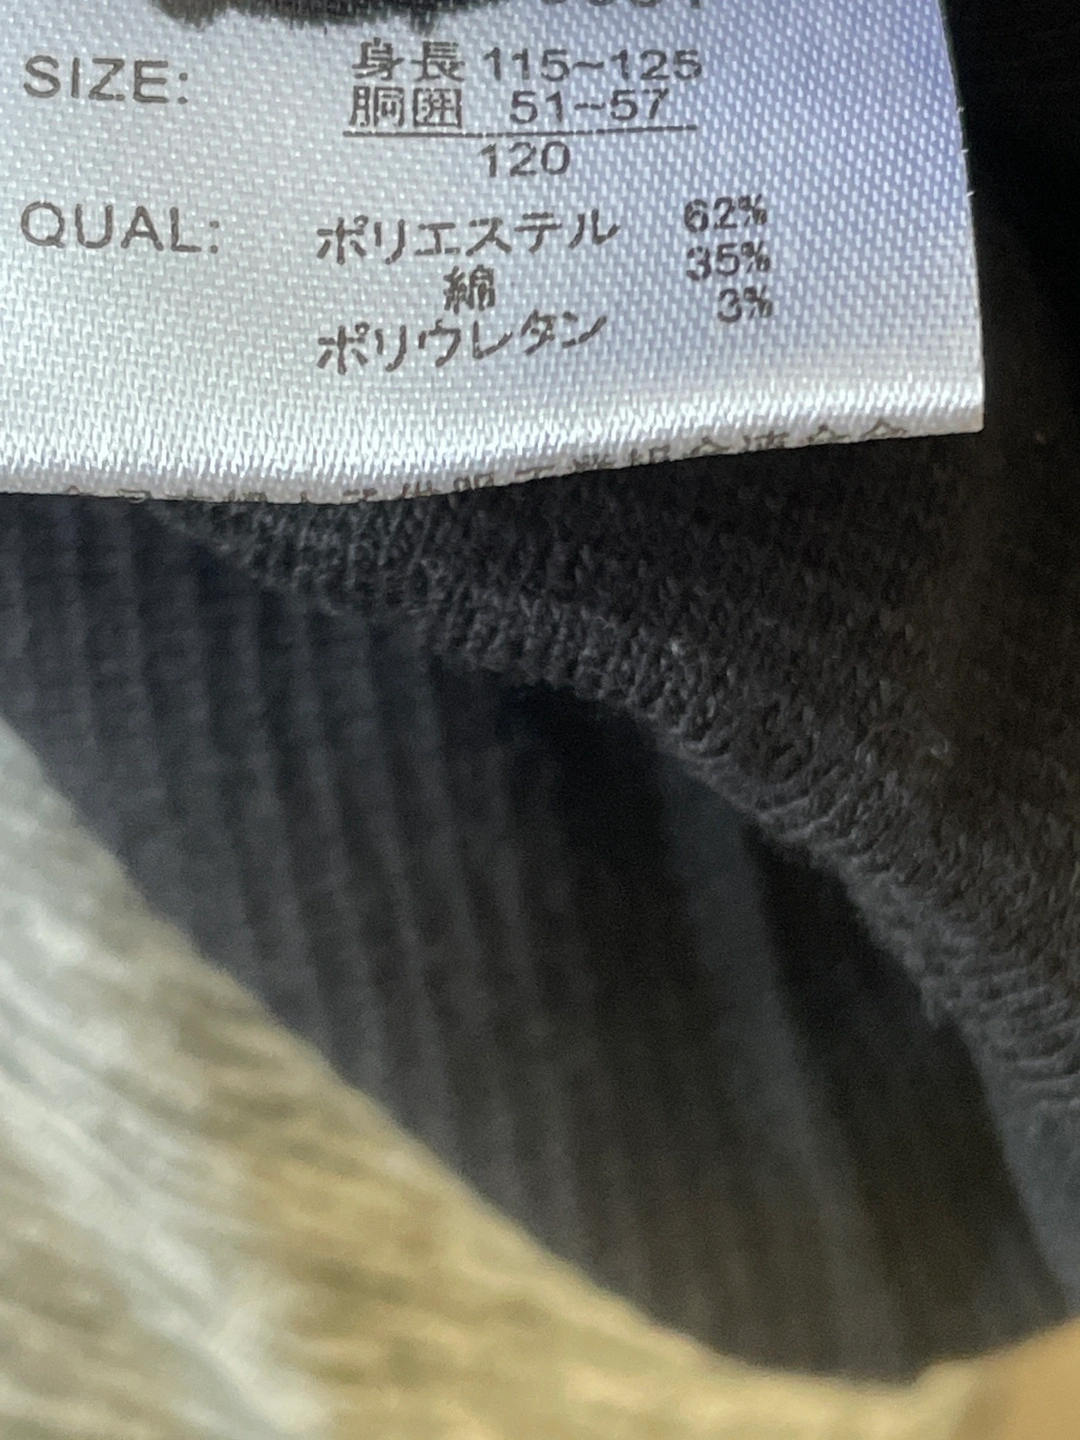 SIZE: 身長 115~125
胴囲 51~57
120
QUAL: ポリエステル 62%
綿 35%
ポリウレタン 3%